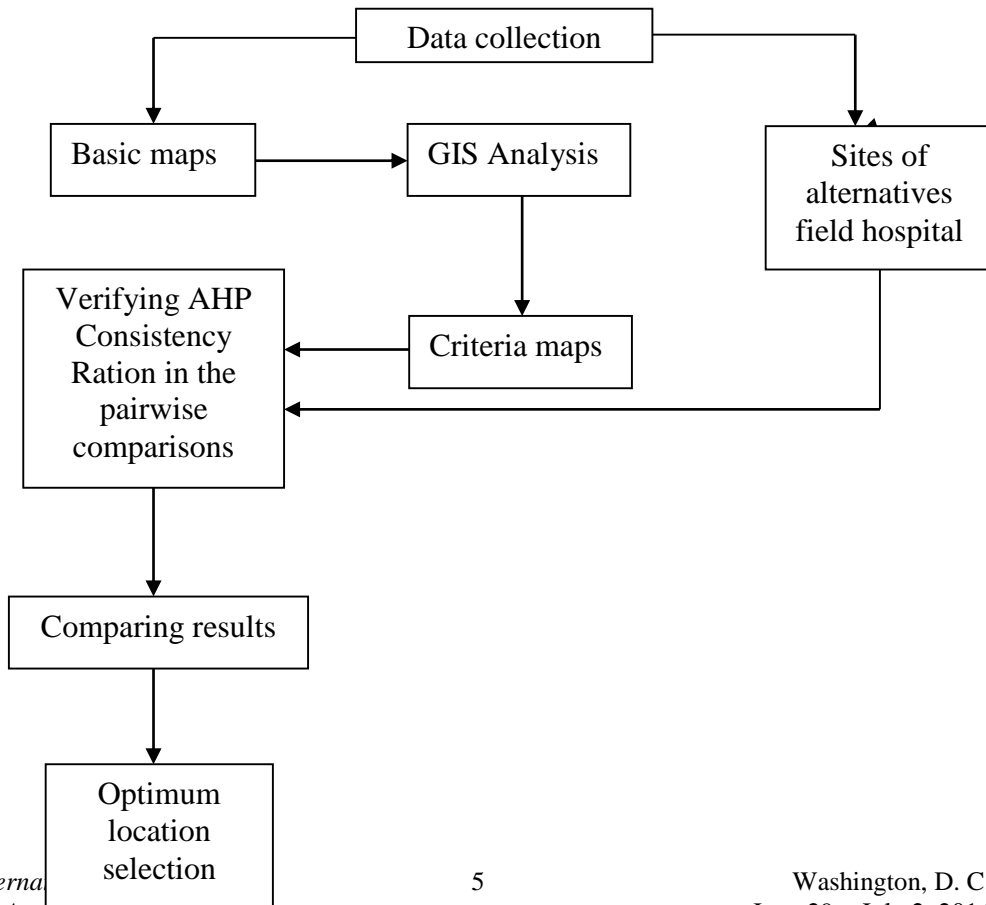 Data collection
Basic maps
GIS Analysis
Sites of
alternatives
field hospital
Verifying AHP
Consistency
Ration in the
pairwise
comparisons
Criteria maps
Comparing results
Optimum
location
selection
5
Washington, D. C